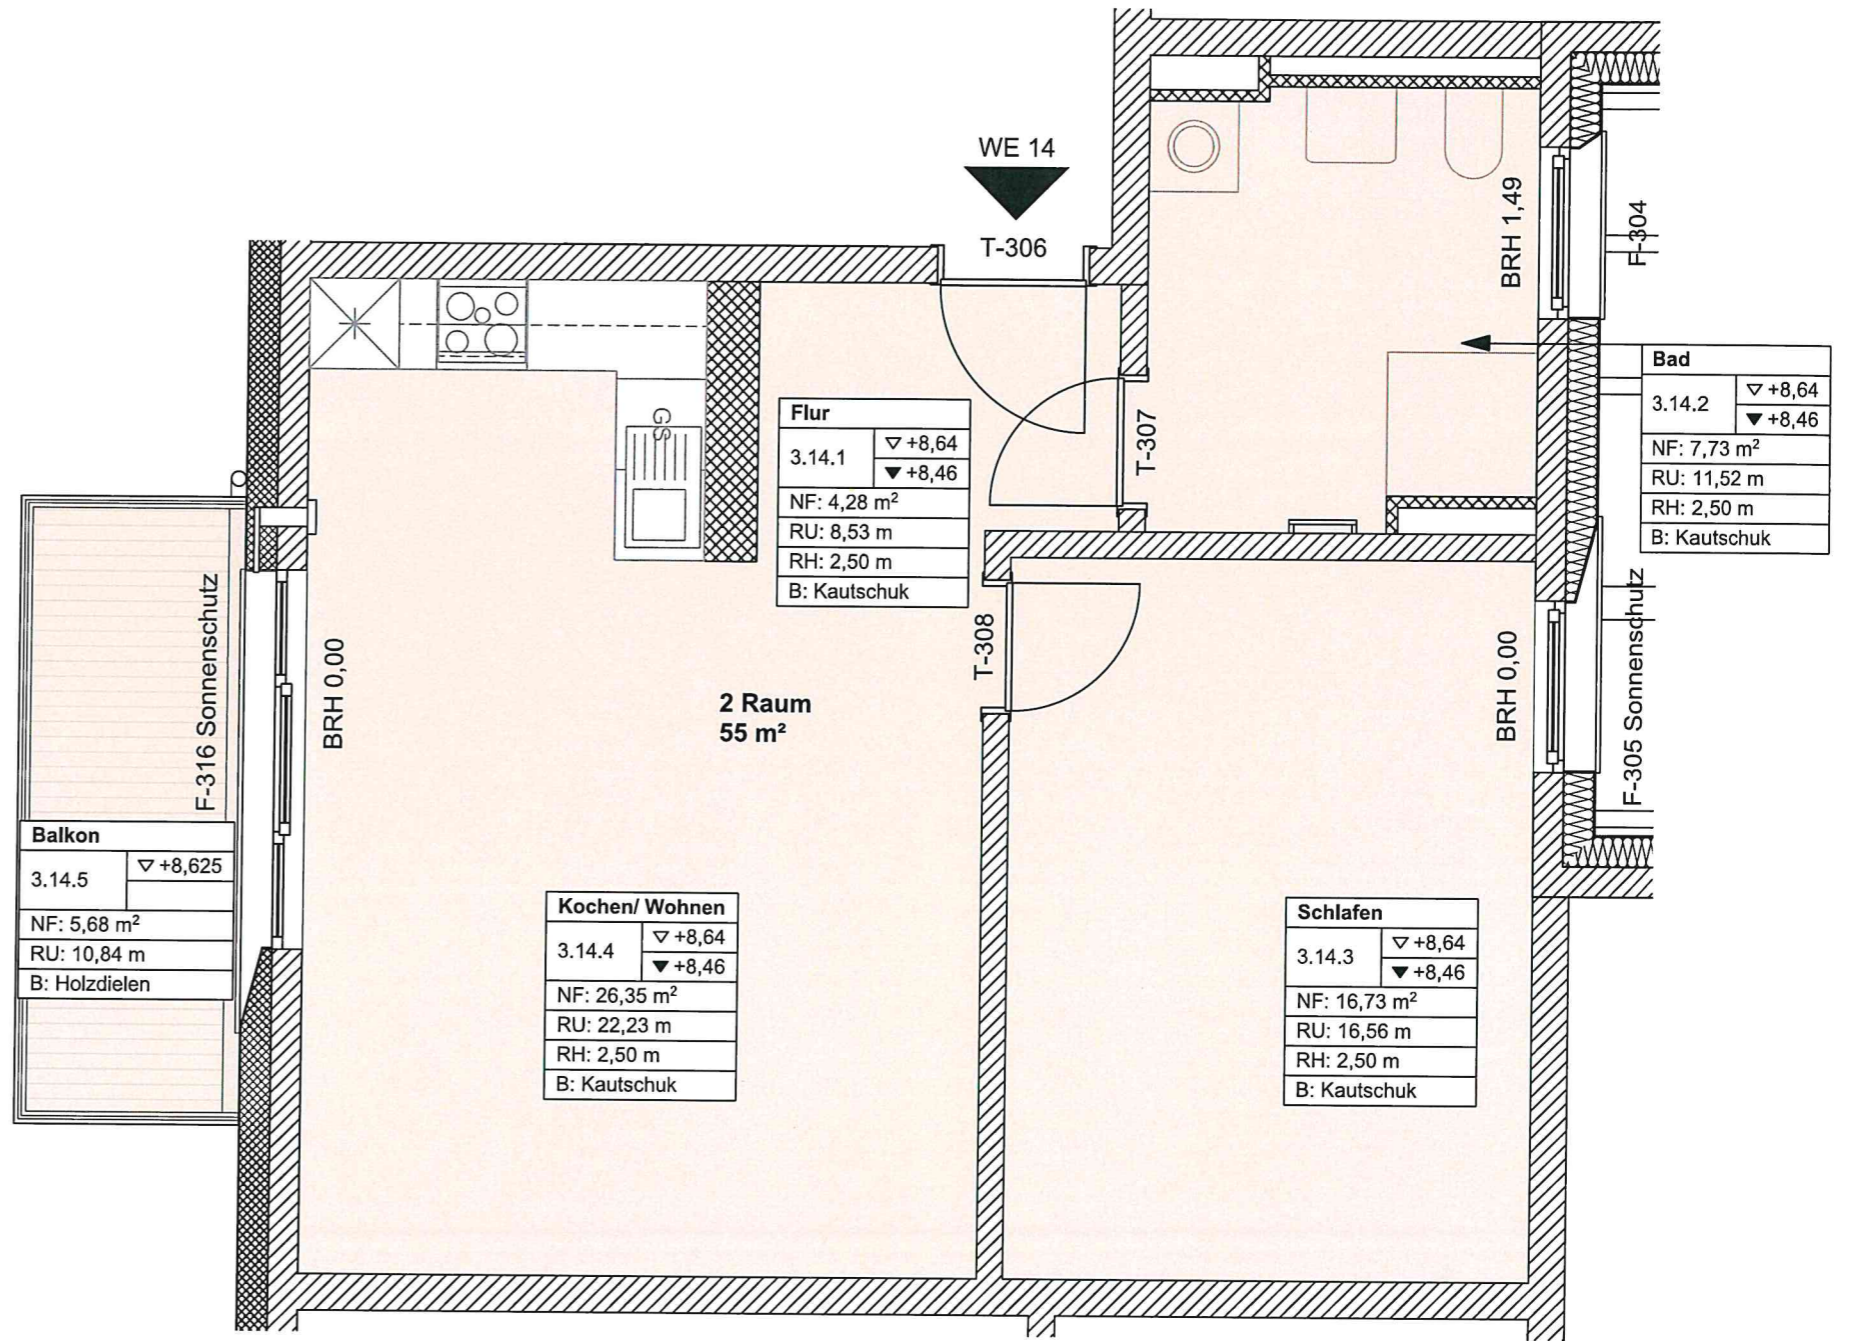 WE 14
T-306
BRH 1,49
F-304
Bad
3.14.2
▽ +8,64
▼ +8,46
NF: 7,73 m²
RU: 11,52 m
RH: 2,50 m
B: Kautschuk
Flur
3.14.1
▽ +8,64
▼ +8,46
NF: 4,28 m²
RU: 8,53 m
RH: 2,50 m
B: Kautschuk
T-307
GS
T-308
F-316 Sonnenschutz
BRH 0,00
2 Raum
55 m²
BRH 0,00
F-305 Sonnenschutz
Balkon
3.14.5
▽ +8,625
NF: 5,68 m²
RU: 10,84 m
B: Holzdielen
Kochen/ Wohnen
3.14.4
▽ +8,64
▼ +8,46
NF: 26,35 m²
RU: 22,23 m
RH: 2,50 m
B: Kautschuk
Schlafen
3.14.3
▽ +8,64
▼ +8,46
NF: 16,73 m²
RU: 16,56 m
RH: 2,50 m
B: Kautschuk